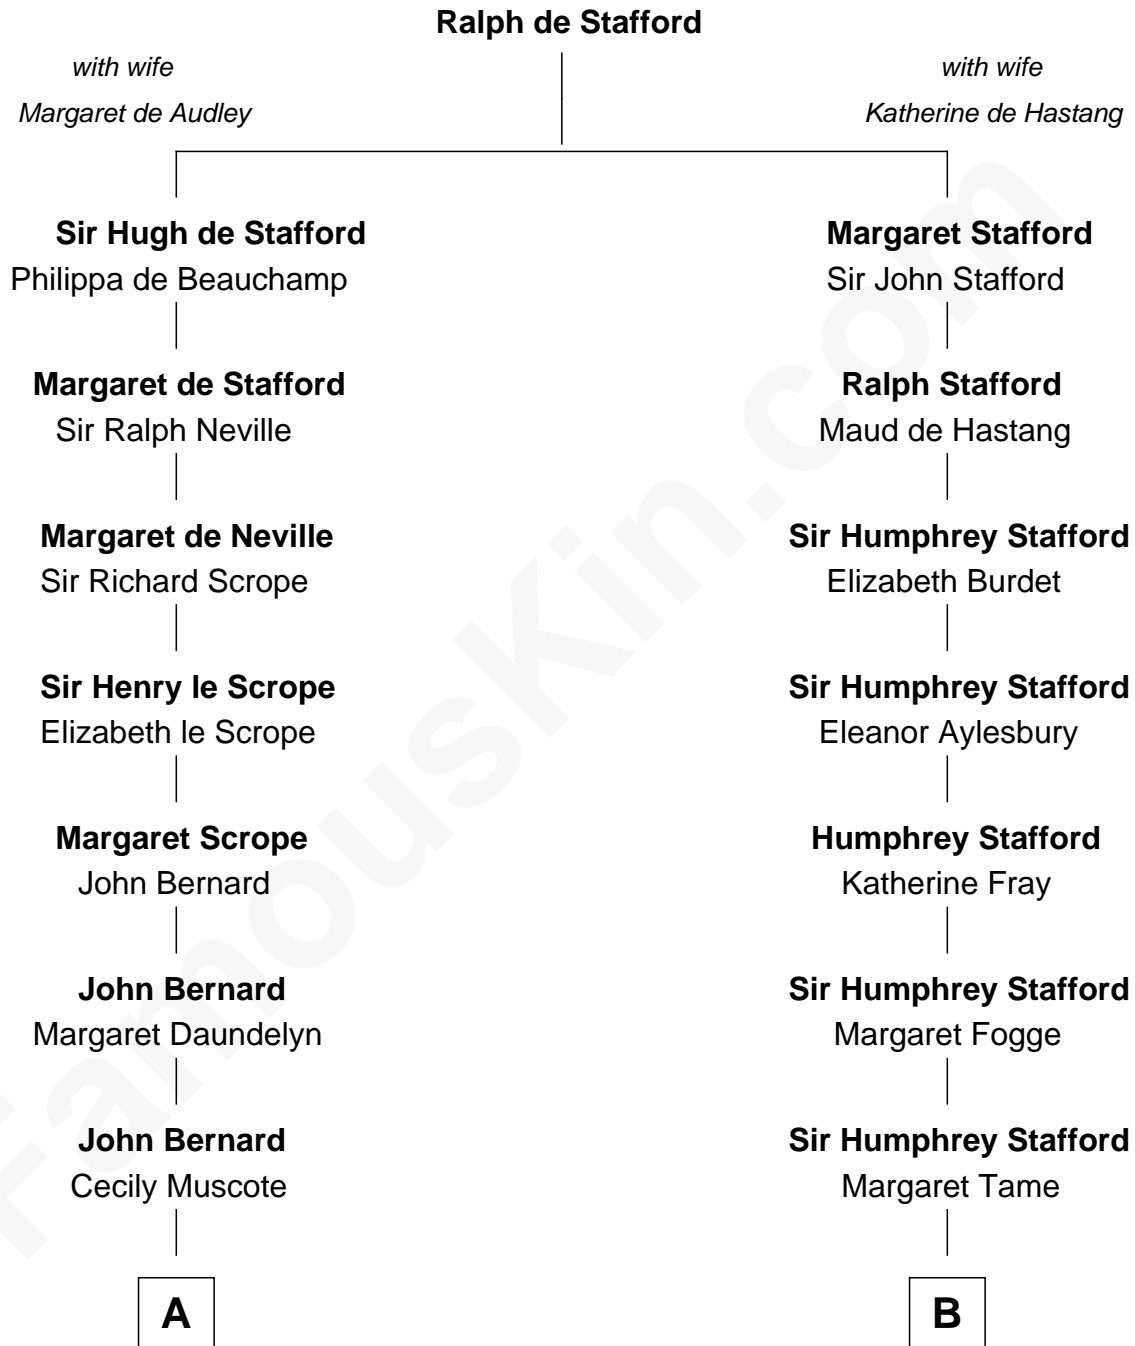 Ralph de Stafford
with wife
Margaret de Audley
with wife
Katherine de Hastang
Sir Hugh de Stafford
Philippa de Beauchamp
Margaret Stafford
Sir John Stafford
Margaret de Stafford
Sir Ralph Neville
Ralph Stafford
Maud de Hastang
Margaret de Neville
Sir Richard Scrope
Sir Humphrey Stafford
Elizabeth Burdet
Sir Henry le Scrope
Elizabeth le Scrope
Sir Humphrey Stafford
Eleanor Aylesbury
Margaret Scrope
John Bernard
Humphrey Stafford
Katherine Fray
John Bernard
Margaret Daundelyn
Sir Humphrey Stafford
Margaret Fogge
John Bernard
Cecily Muscote
Sir Humphrey Stafford
Margaret Tame
A
B
FamousKin.com